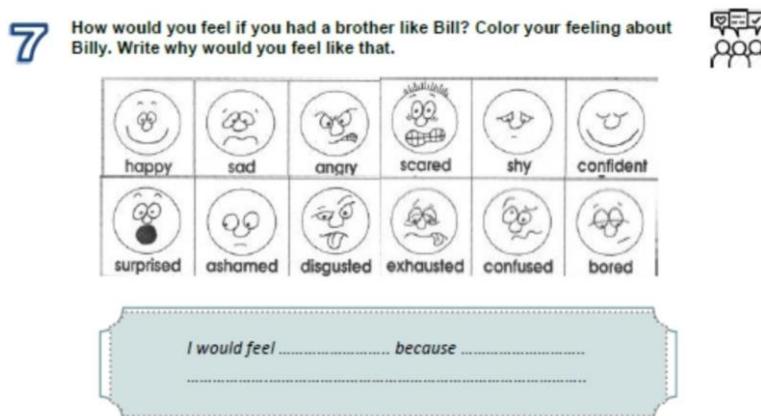 7
How would you feel if you had a brother like Bill? Color your feeling about
Billy. Write why would you feel like that.
happy sad angry scared shy confident
surprised ashamed disgusted exhausted confused bored
I would feel ........................... because ..............................
..............................................................................................